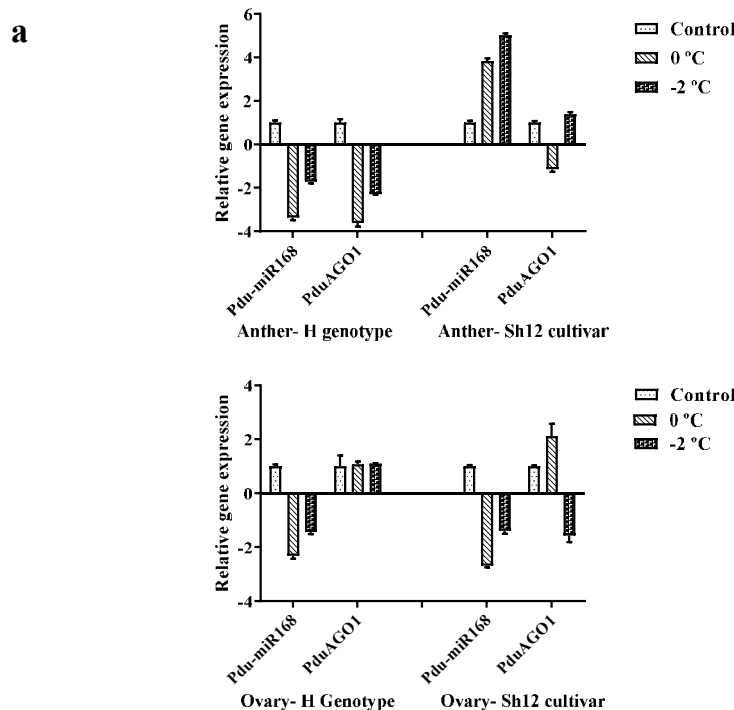 a
Relative gene expression
6
4
2
0
-2
-4
Control
0 ºC
-2 ºC
Pdu-miR168
PduAGO1
Pdu-miR168
PduAGO1
Anther- H genotype
Anther- Sh12 cultivar
Relative gene expression
4
2
0
-2
-4
Control
0 ºC
-2 ºC
Pdu-miR168
PduAGO1
Pdu-miR168
PduAGO1
Ovary- H Genotype
Ovary- Sh12 cultivar